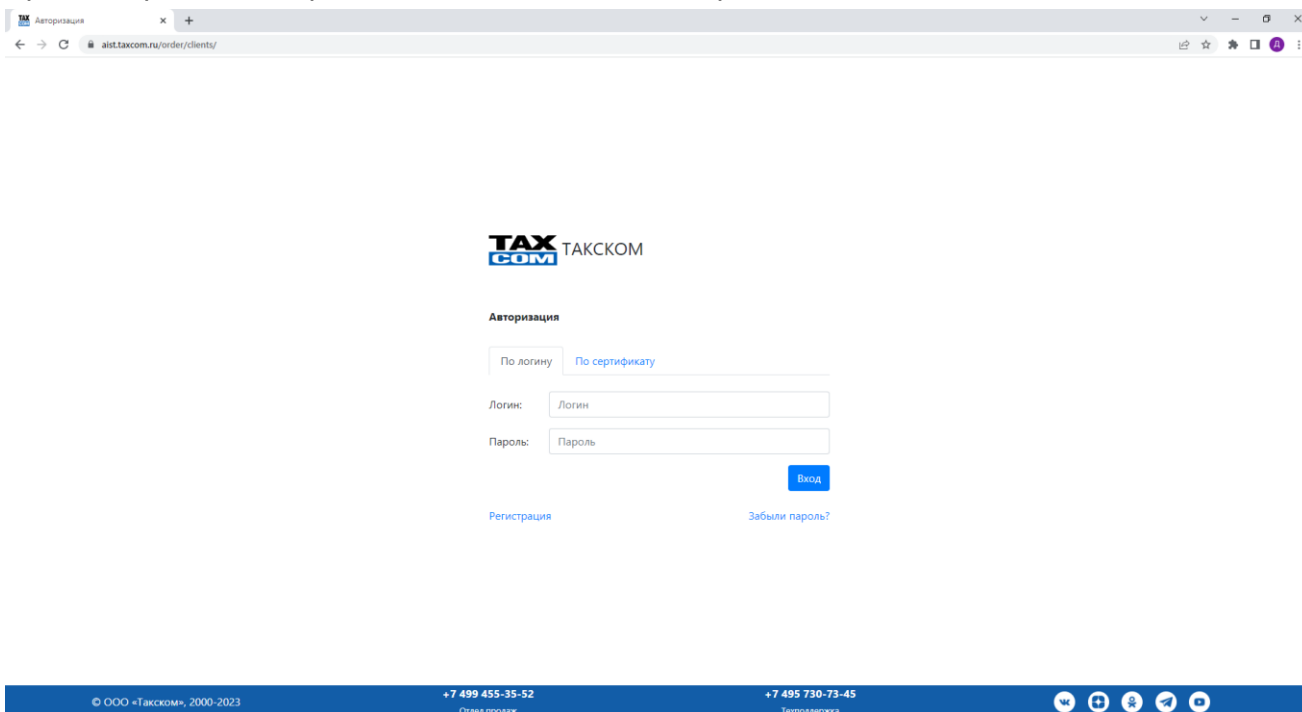 Авторизация
aist.taxcom.ru/order/clients/
Д
TAX
COM
ТАКСКОМ
Авторизация
По логину По сертификату
Логин: Логин
Пароль: Пароль
Вход
Регистрация Забыли пароль?
© ООО «Такском», 2000-2023
+7 499 455-35-52
Отдел продаж
+7 495 730-73-45
Техподдержка